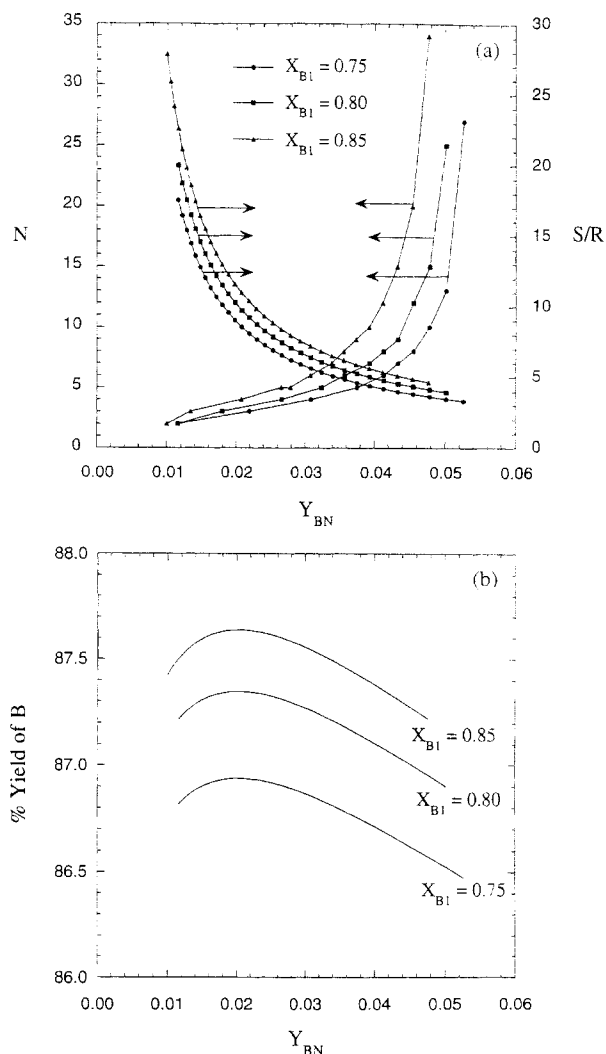 (a)
X_B1 = 0.75
X_B1 = 0.80
X_B1 = 0.85
N
35
30
25
20
15
10
5
0
S/R
30
25
20
15
10
5
0
0.00 0.01 0.02 0.03 0.04 0.05 0.06
Y_BN
(b)
% Yield of B
88.0
87.5
87.0
86.5
86.0
X_B1 = 0.85
X_B1 = 0.80
X_B1 = 0.75
0.00 0.01 0.02 0.03 0.04 0.05 0.06
Y_BN